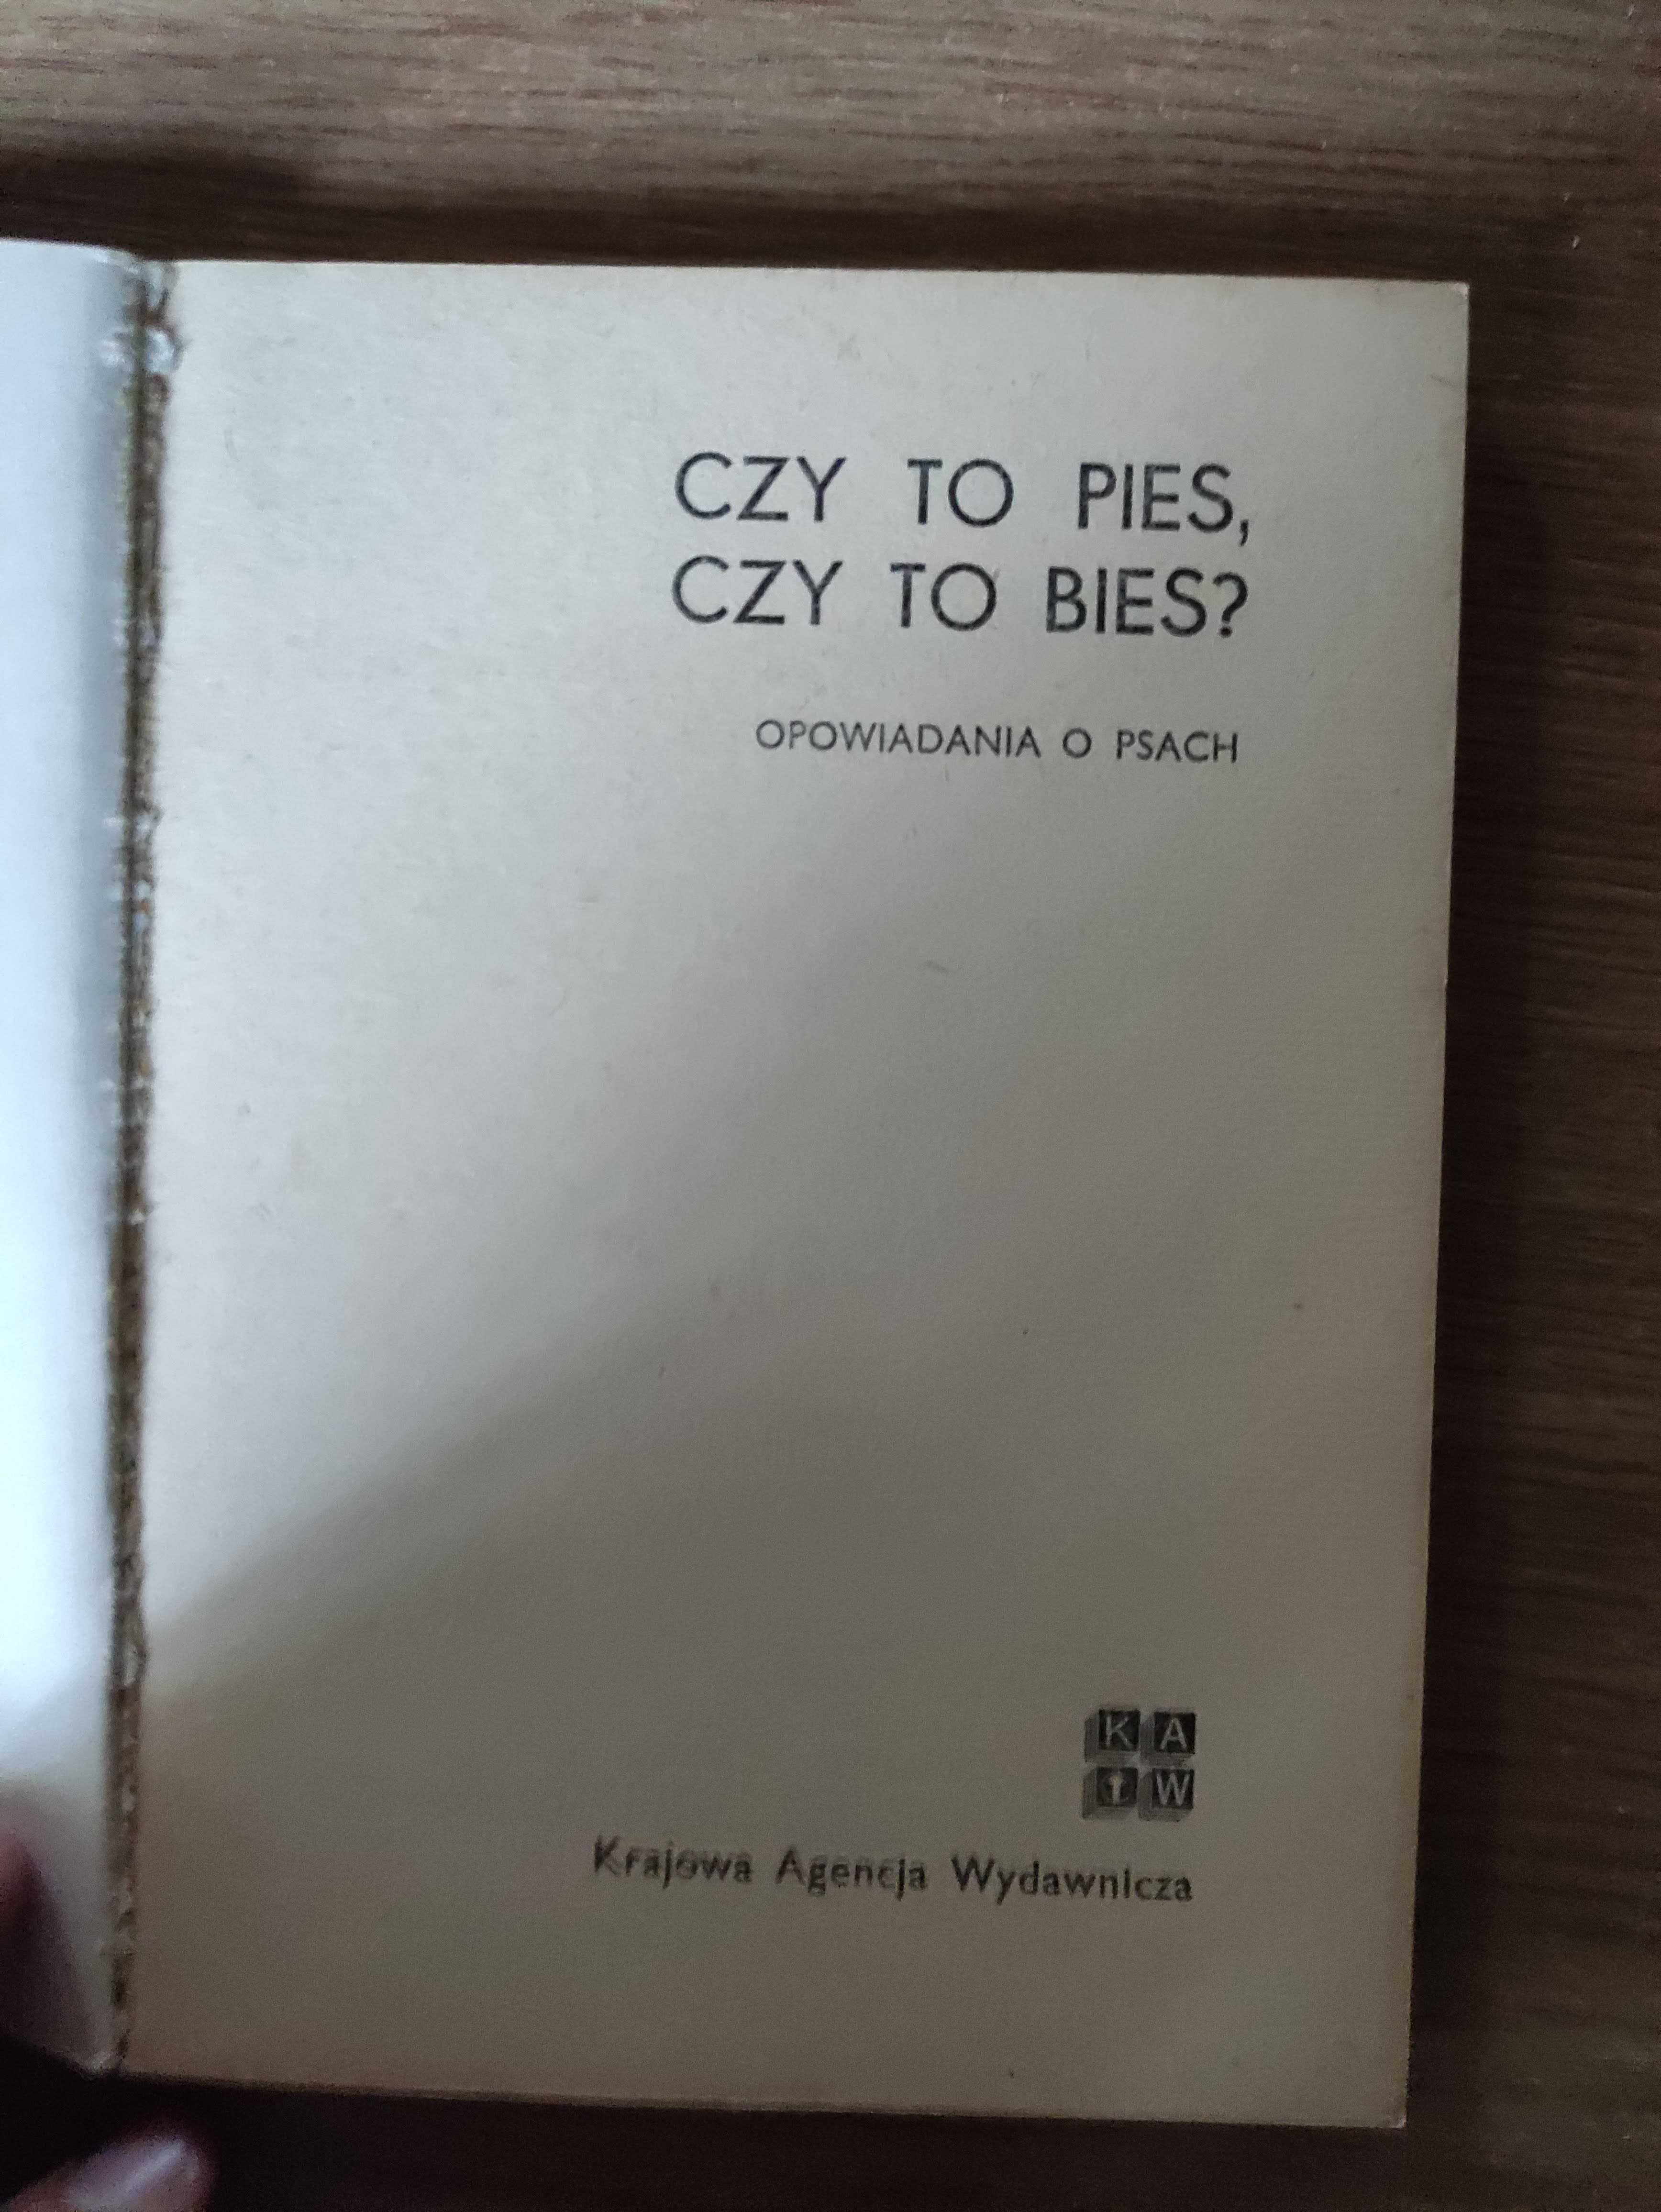 CZY TO PIES,
CZY TO BIES?
OPOWIADANIA O PSACH
K A
W
Krajowa Agencja Wydawnicza